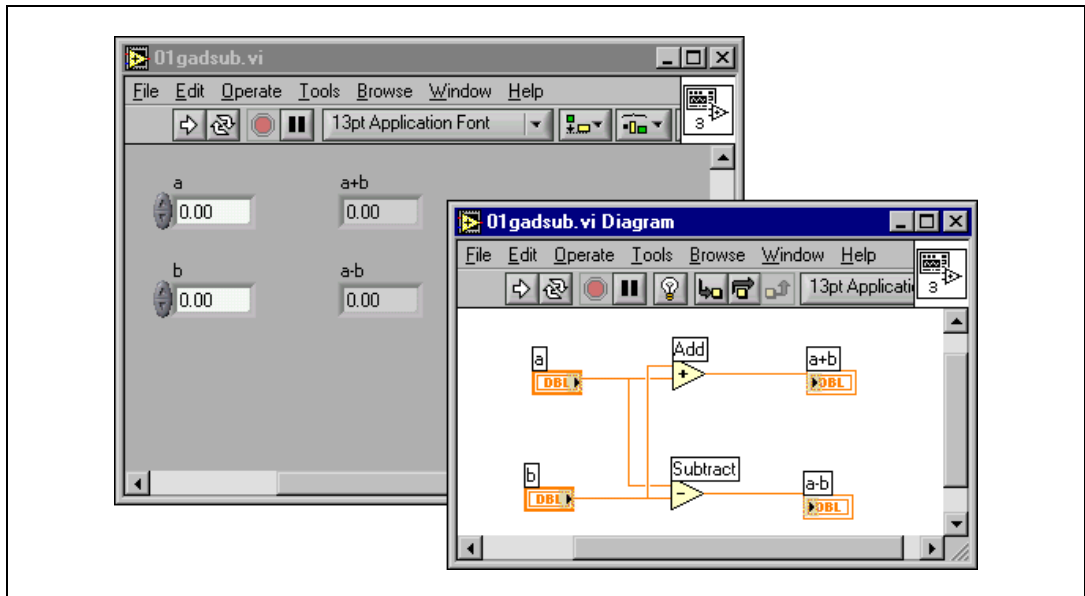 01gadsub.vi
File Edit Operate Tools Browse Window Help
13pt Application Font
3
a
0.00
a+b
0.00
b
0.00
a-b
0.00
01gadsub.vi Diagram
File Edit Operate Tools Browse Window Help
13pt Applicati
3
a
DBL
Add
+
a+b
DBL
b
DBL
Subtract
-
a-b
DBL